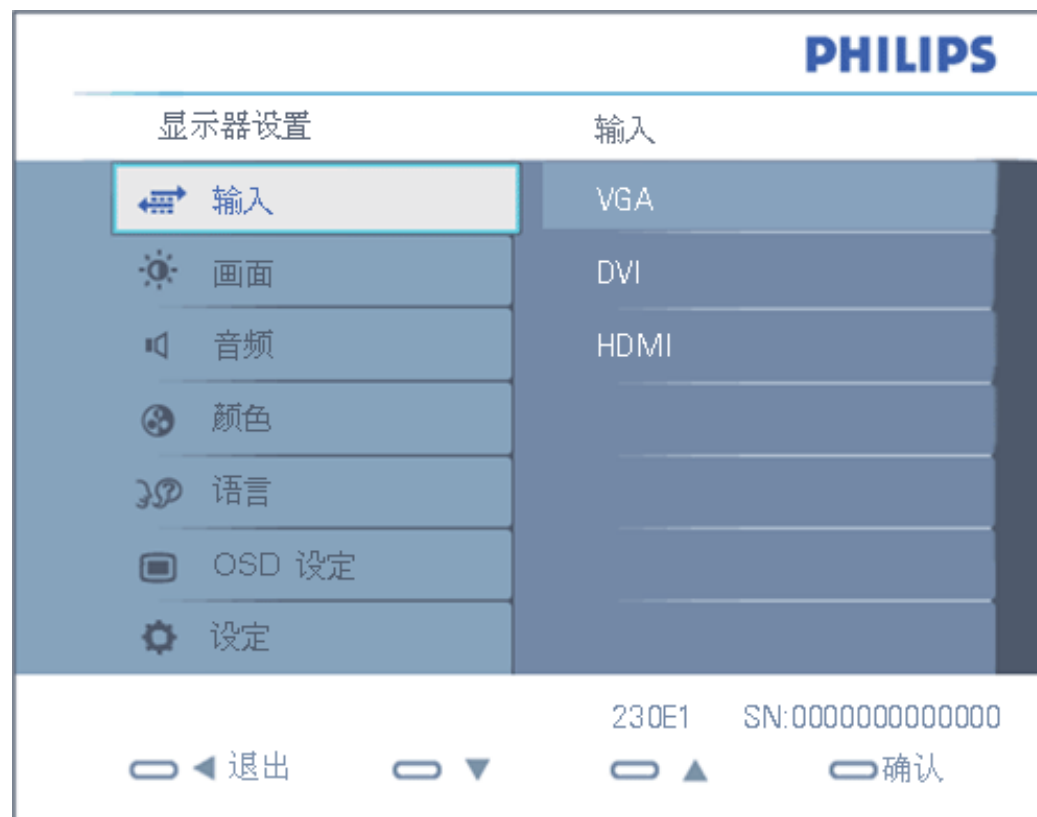 PHILIPS
显示器设置
输入
输入
VGA
画面
DVI
音频
HDMI
颜色
语言
OSD 设定
设定
230E1 SN:0000000000000
退出
确认